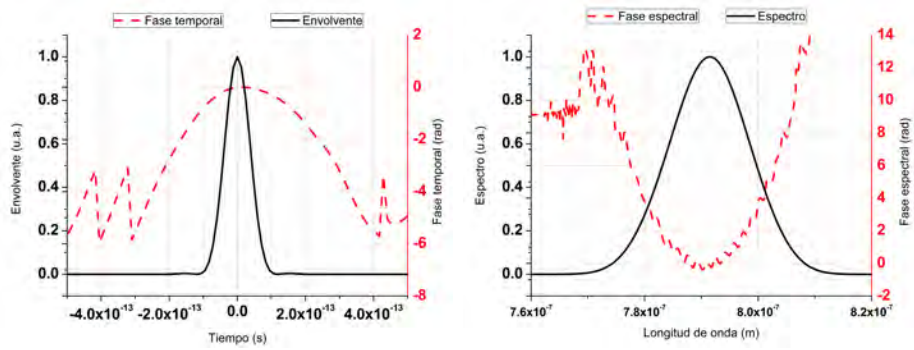 Fase temporal
Envolvente
Envolvente (u.a.)
1.0
0.8
0.6
0.4
0.2
0.0
2
0
-2
-4
-6
-8
Fase temporal (rad)
-4.0x10⁻¹³ -2.0x10⁻¹³ 0.0 2.0x10⁻¹³ 4.0x10⁻¹³
Tiempo (s)
Fase espectral
Espectro
Espectro (u.a.)
1.0
0.8
0.6
0.4
0.2
0.0
14
12
10
8
6
4
2
0
-2
Fase espectral (rad)
7.6x10⁻⁷ 7.8x10⁻⁷ 8.0x10⁻⁷ 8.2x10⁻⁷
Longitud de onda (m)